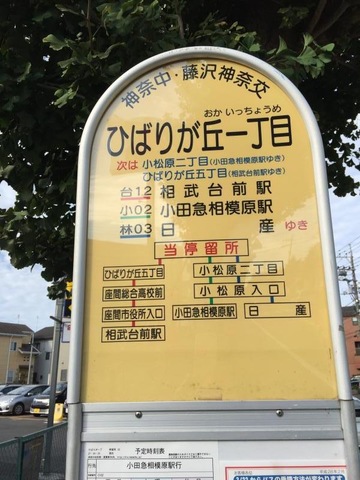 神奈中・藤沢神奈交
おか いっちょうめ
ひばりが丘一丁目
次は 小松原二丁目(小田急相模原駅ゆき)
ひばりが丘五丁目(相武台前駅ゆき)
台12 相武台前駅
小02 小田急相模原駅
林03 日産 ゆき
当停留所
ひばりが丘五丁目 小松原二丁目
座間総合高校前 小松原入口
座間市役所入口 小田急相模原駅 日産
相武台前駅
予定時刻表
小田急相模原駅行